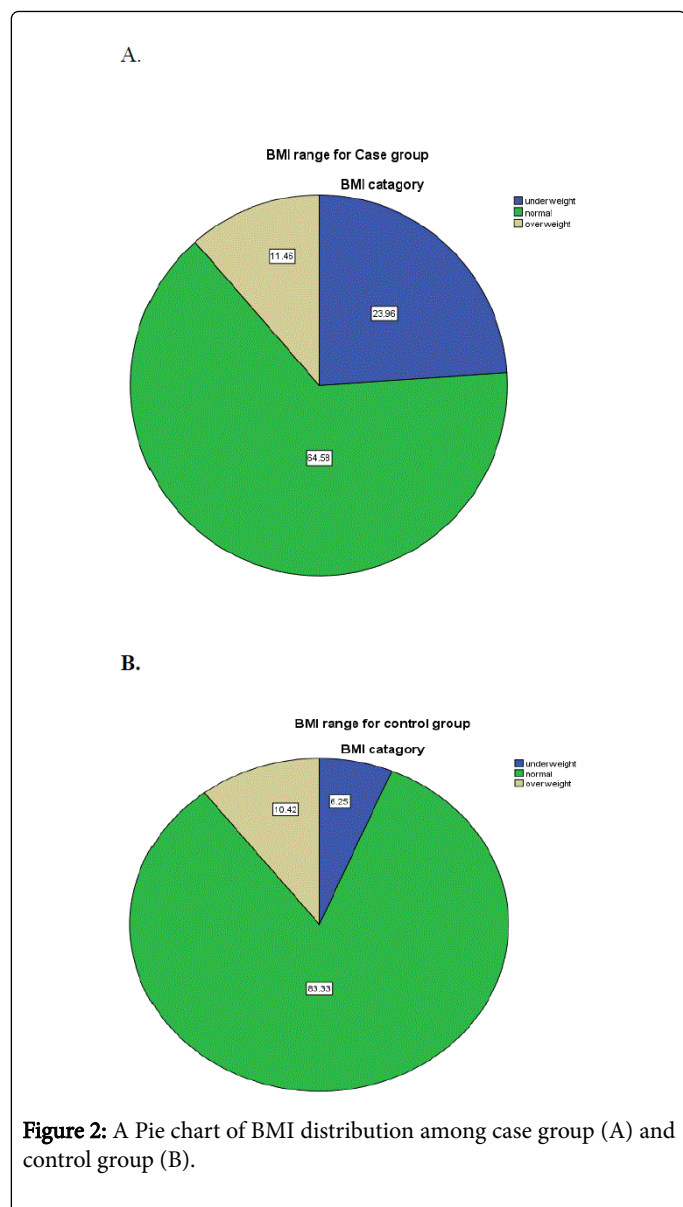 A.
BMI range for Case group
BMI catagory
underweight
normal
overweight
11.46
23.96
64.58
B.
BMI range for control group
BMI catagory
underweight
normal
overweight
10.42
6.25
83.33
Figure 2: A Pie chart of BMI distribution among case group (A) and
control group (B).